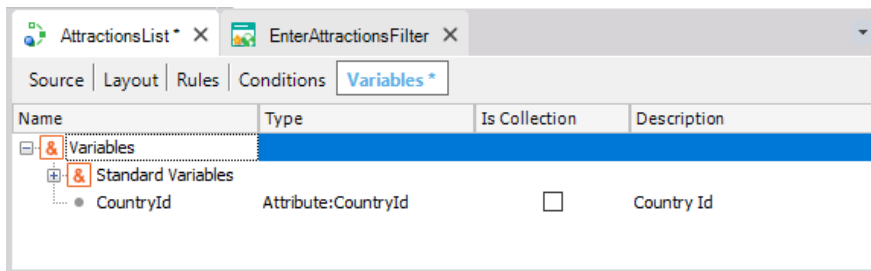 AttractionsList * EnterAttractionsFilter
Source Layout Rules Conditions Variables *
Name Type Is Collection Description
& Variables
& Standard Variables
CountryId Attribute:CountryId Country Id